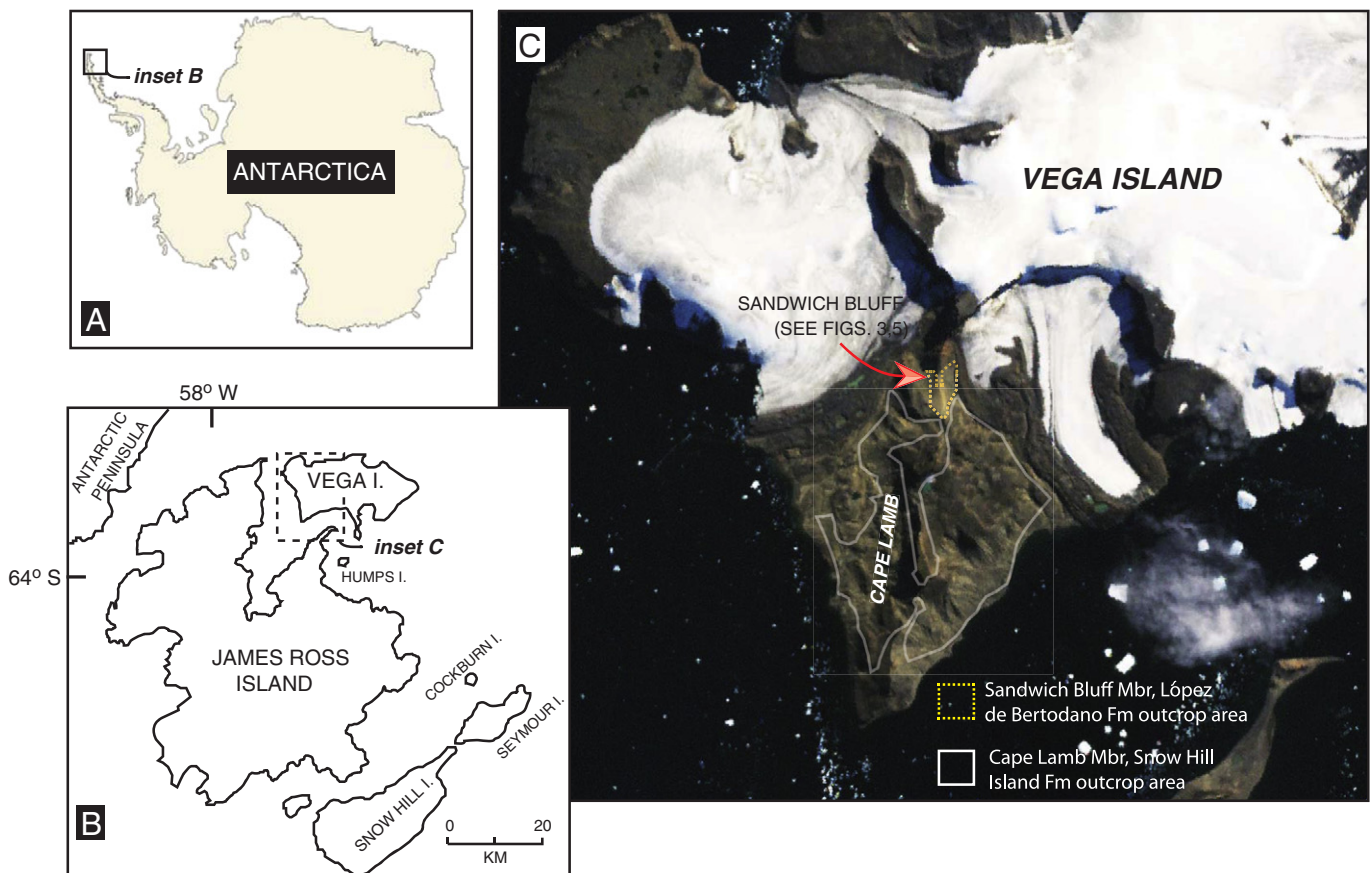 inset B
ANTARCTICA
A
58º W
ANTARCTIC
PENINSULA
VEGA I.
inset C
64º S
HUMPS I.
JAMES ROSS
ISLAND
COCKBURN I.
SEYMOUR I.
SNOW HILL I.
0 20
KM
B
C
VEGA ISLAND
SANDWICH BLUFF
(SEE FIGS. 3.5)
CAPE LAMB
Sandwich Bluff Mbr, López
de Bertodano Fm outcrop area
Cape Lamb Mbr, Snow Hill
Island Fm outcrop area